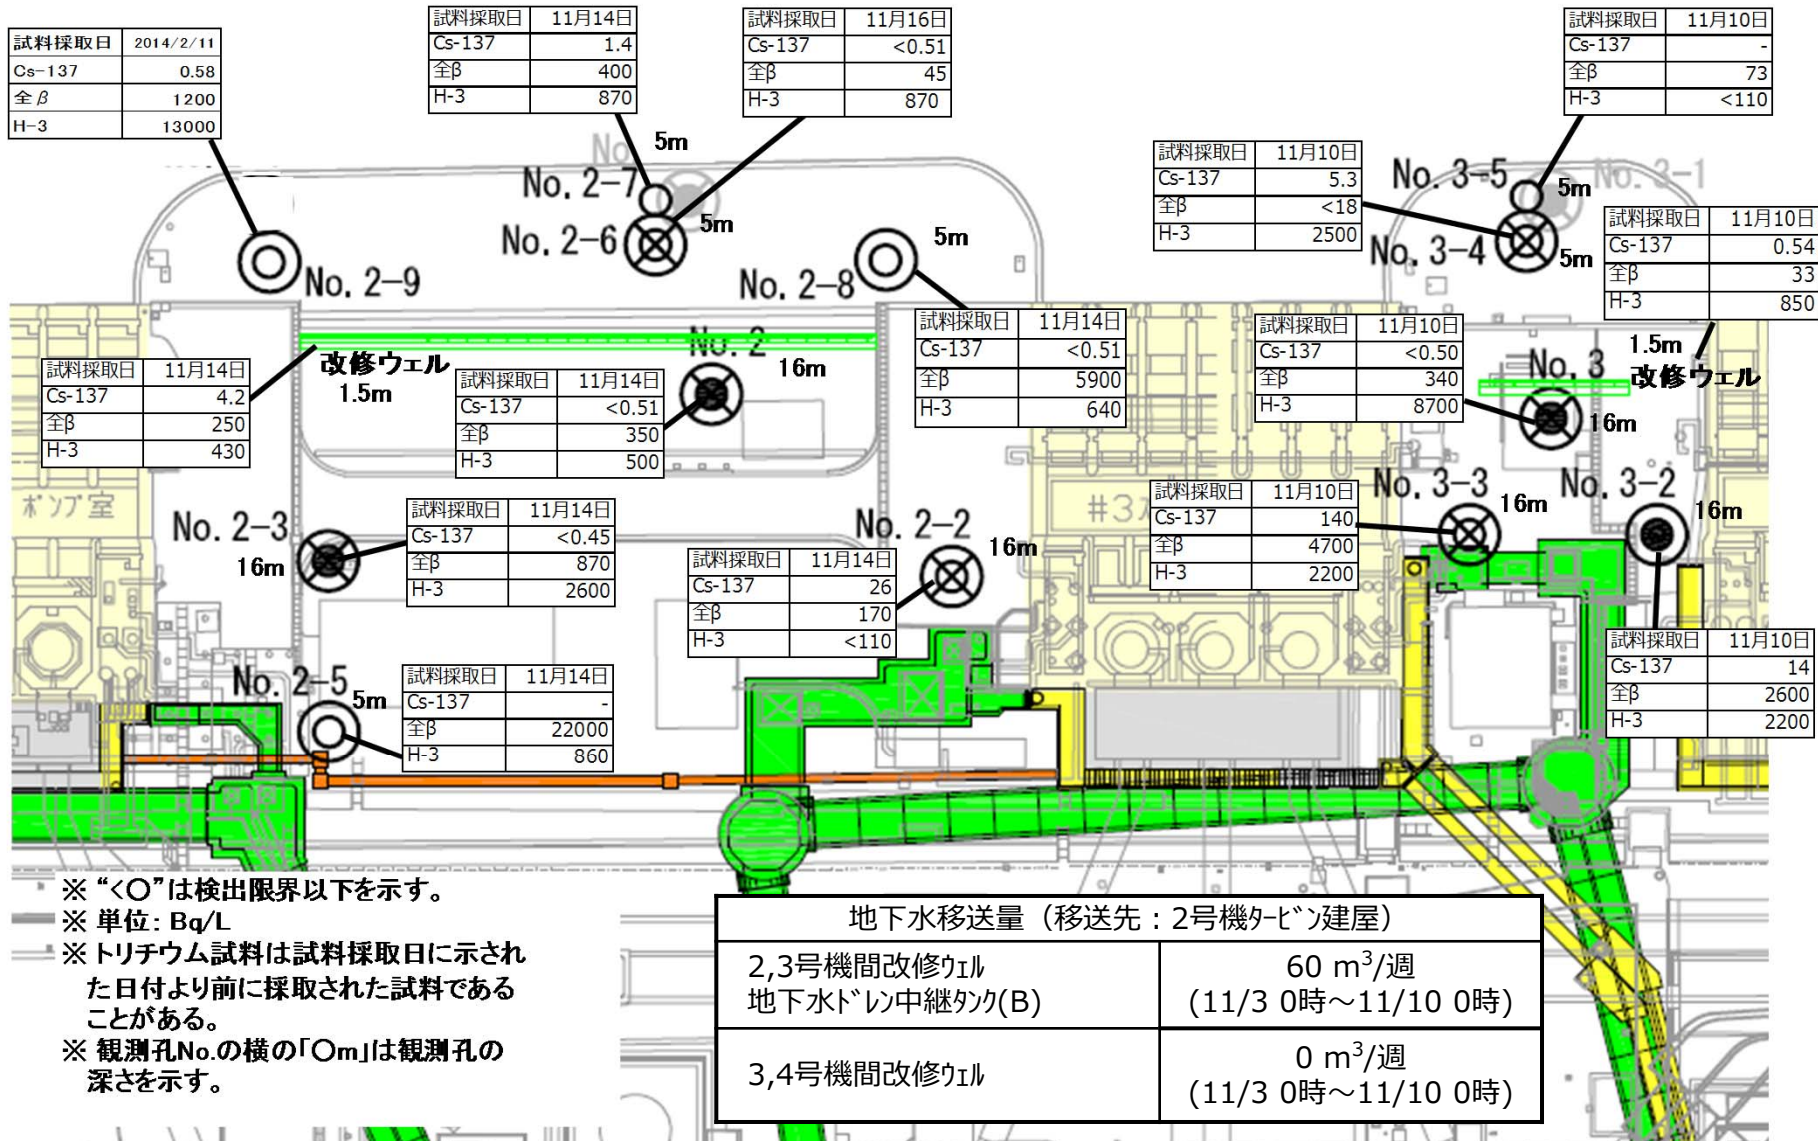 試料採取日 2014/2/11
Cs-137 0.58
全β 1200
H-3 13000
試料採取日 11月14日
Cs-137 1.4
全β 400
H-3 870
試料採取日 11月16日
Cs-137 <0.51
全β 45
H-3 870
試料採取日 11月10日
Cs-137 -
全β 73
H-3 <110
試料採取日 11月10日
Cs-137 5.3
全β <18
H-3 2500
試料採取日 11月10日
Cs-137 0.54
全β 33
H-3 850
No.
5m
No. 2-7
No. 2-6
5m
No. 2-9
No. 2-8
5m
No. 3-5
5m
No. 3-1
No. 3-4
5m
試料採取日 11月14日
Cs-137 4.2
全β 250
H-3 430
改修ウェル
1.5m
試料採取日 11月14日
Cs-137 <0.51
全β 350
H-3 500
No. 2
16m
試料採取日 11月14日
Cs-137 <0.51
全β 5900
H-3 640
試料採取日 11月10日
Cs-137 <0.50
全β 340
H-3 8700
No. 3
16m
1.5m
改修ウェル
ポンプ室
No. 2-3
16m
試料採取日 11月14日
Cs-137 <0.45
全β 870
H-3 2600
No. 2-2
16m
試料採取日 11月14日
Cs-137 26
全β 170
H-3 <110
#3
試料採取日 11月10日
Cs-137 140
全β 4700
H-3 2200
No. 3-3
16m
No. 3-2
16m
試料採取日 11月10日
Cs-137 14
全β 2600
H-3 2200
No. 2-5
5m
試料採取日 11月14日
Cs-137 -
全β 22000
H-3 860
※ “<〇”は検出限界以下を示す。
※ 単位: Bq/L
※ トリチウム試料は試料採取日に示され
た日付より前に採取された試料である
ことがある。
※ 観測孔No.の横の「〇m」は観測孔の
深さを示す。
地下水移送量（移送先：2号機ﾀｰﾋﾞﾝ建屋）
2,3号機間改修ｳｪﾙ
地下水ﾄﾞﾚﾝ中継ﾀﾝｸ(B)
60 m³/週
(11/3 0時～11/10 0時)
3,4号機間改修ｳｪﾙ
0 m³/週
(11/3 0時～11/10 0時)